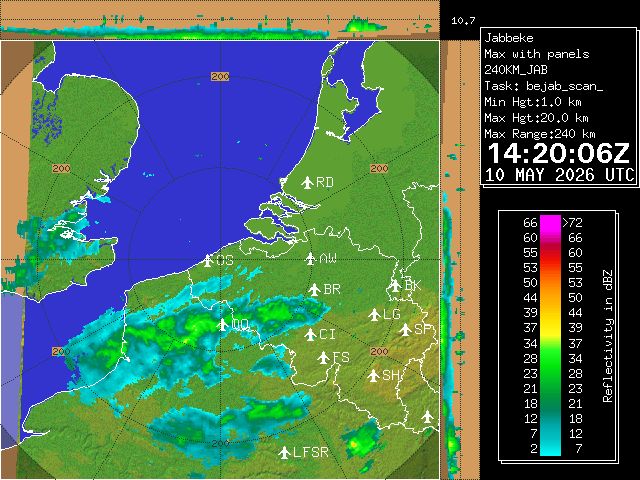 10.7
Jabbeke
Max with panels
240KM_JAB
Task: bejab_scan_
Min Hgt:1.0 km
Max Hgt:20.0 km
Max Range:240 km
14:20:06Z
10 MAY 2026 UTC
200
200
200
RD
OS
AW
BK
BR
LG
QO
CI
SP
200
FS
200
SH
200
LFSR
66 >72
60 66
55 60
53 55
50 53
44 50
39 44
37 39
34 37
28 34
23 28
21 23
18 21
12 18
7 12
2 7
Reflectivity in dBZ